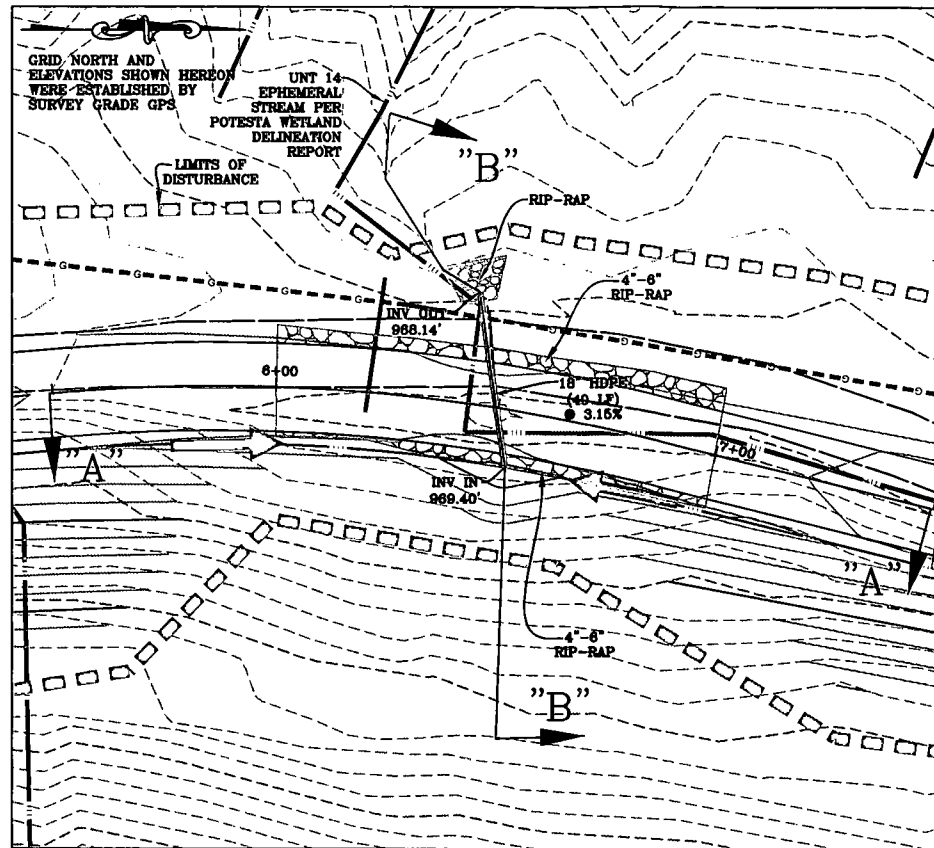 GRID NORTH AND
ELEVATIONS SHOWN HEREON
WERE ESTABLISHED BY
SURVEY GRADE GPS
UNT 14
EPHEMERAL
STREAM PER
POTESTA WETLAND
DELINEATION
REPORT
"B"
LIMITS OF
DISTURBANCE
RIP-RAP
4"-6"
RIP-RAP
G G G G G G G
INV OUT
968.14'
6+00
18" HDPE
(40 LF)
@ 3.15%
7+00
"A"
INV IN
969.40'
"A"
4"-6"
RIP-RAP
"B"